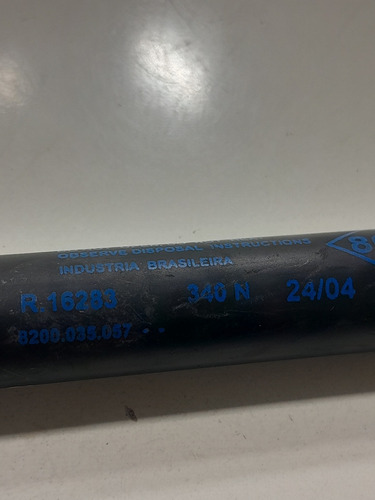 OBSERVE DISPOSAL INSTRUCTIONS
INDUSTRIA BRASILEIRA
R.16283 340 N 24/04
8200.035.057